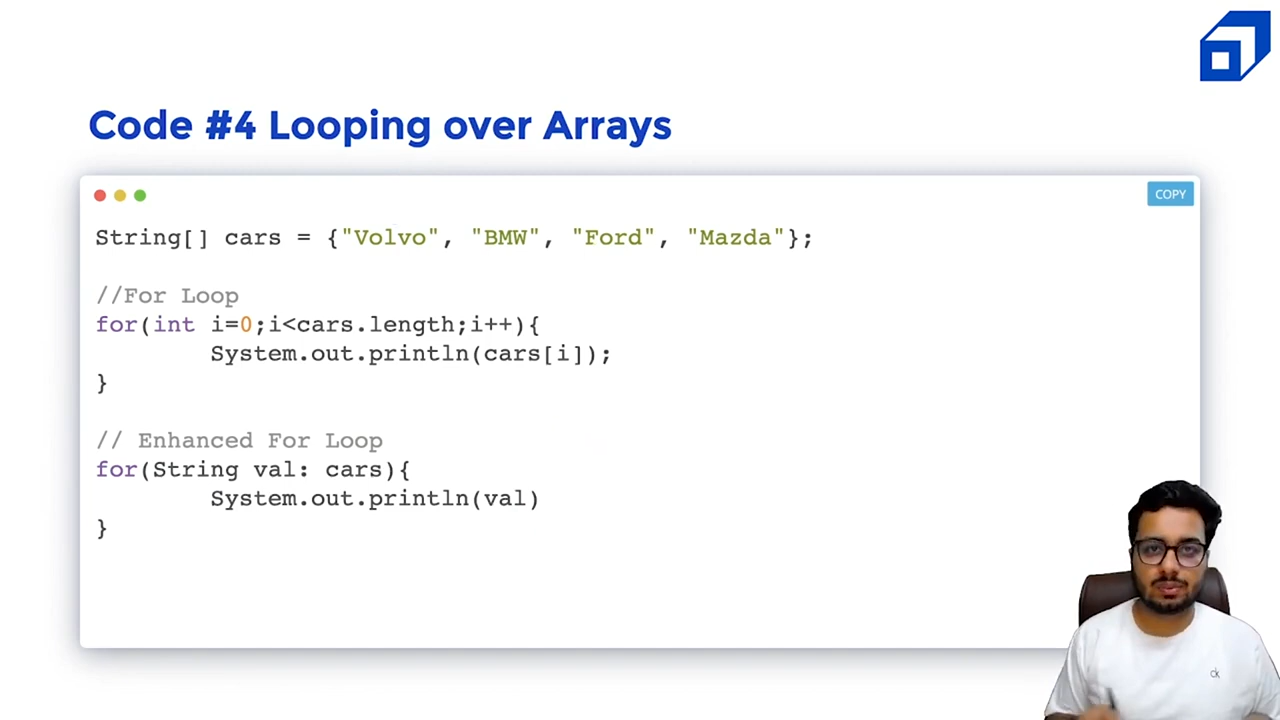 Code #4 Looping over Arrays
COPY
String[] cars = {"Volvo", "BMW", "Ford", "Mazda"};
//For Loop
for(int i=0;i<cars.length;i++){
System.out.println(cars[i]);
}
// Enhanced For Loop
for(String val: cars){
System.out.println(val)
}
ck